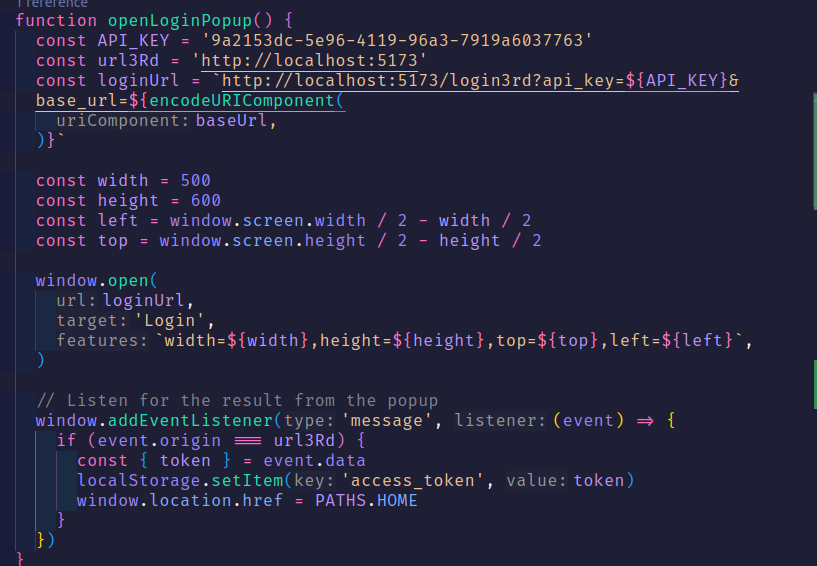 1 reference
function openLoginPopup() {
const API_KEY = '9a2153dc-5e96-4119-96a3-7919a6037763'
const url3Rd = 'http://localhost:5173'
const loginUrl = `http://localhost:5173/login3rd?api_key=${API_KEY}&
base_url=${encodeURIComponent(
uriComponent: baseUrl,
)}`
const width = 500
const height = 600
const left = window.screen.width / 2 - width / 2
const top = window.screen.height / 2 - height / 2
window.open(
url: loginUrl,
target: 'Login',
features: `width=${width},height=${height},top=${top},left=${left}`,
)
// Listen for the result from the popup
window.addEventListener(type: 'message', listener: (event) => {
if (event.origin === url3Rd) {
const { token } = event.data
localStorage.setItem(key: 'access_token', value: token)
window.location.href = PATHS.HOME
}
})
}